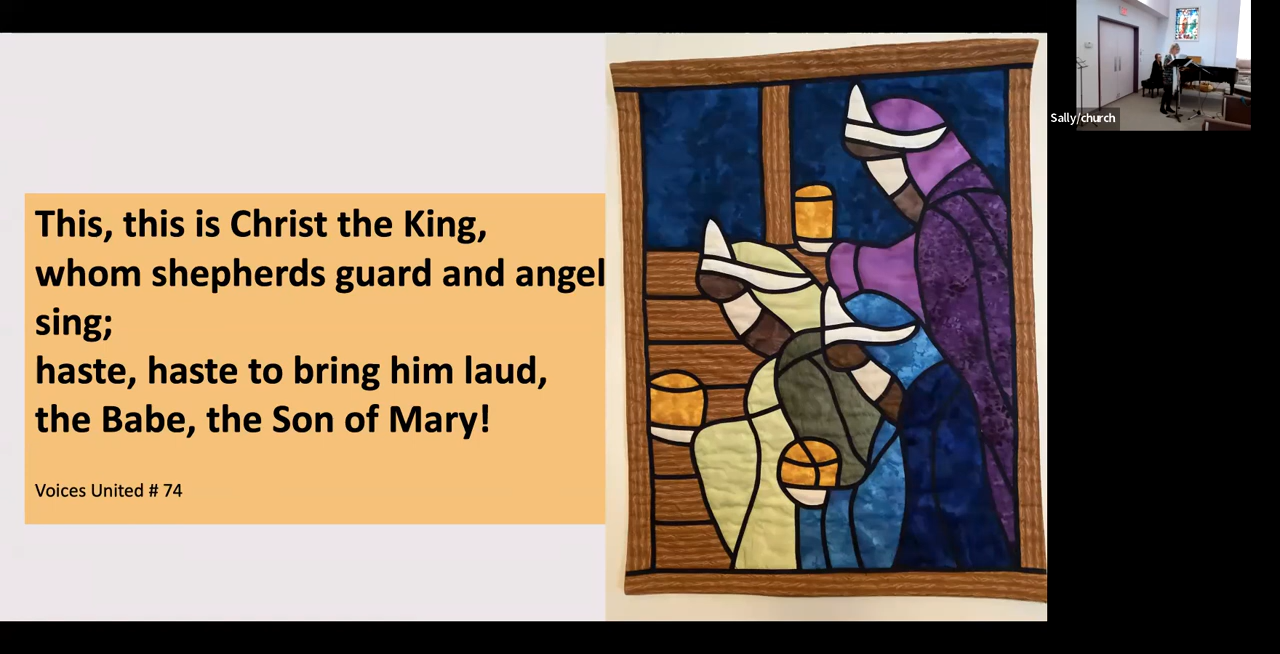 This, this is Christ the King,
whom shepherds guard and angel
sing;
haste, haste to bring him laud,
the Babe, the Son of Mary!
Voices United # 74
Sally/church